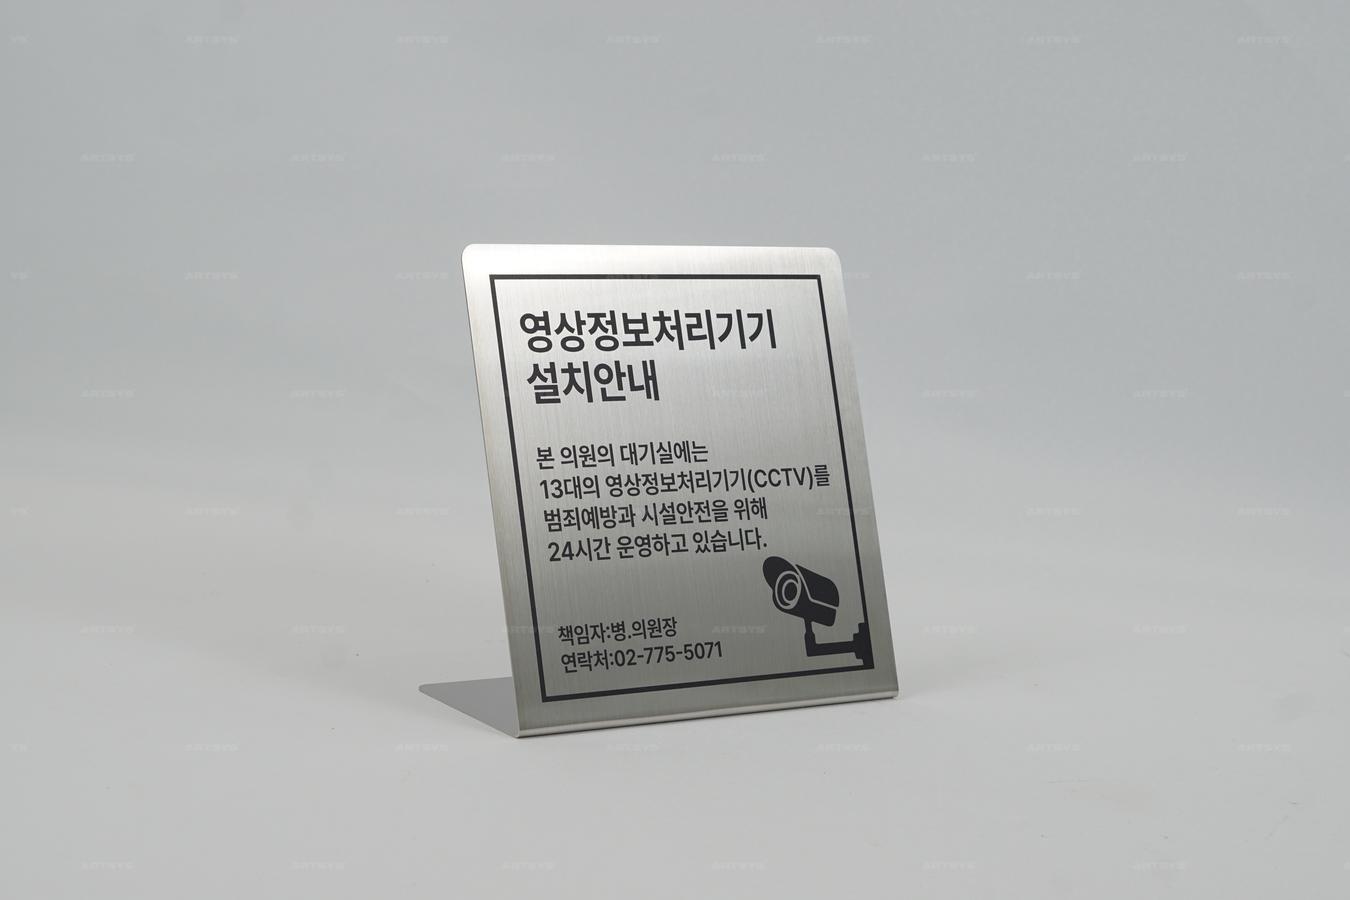 영상정보처리기기
설치안내
본 의원의 대기실에는
13대의 영상정보처리기기(CCTV)를
범죄예방과 시설안전을 위해
24시간 운영하고 있습니다.
책임자:병.의원장
연락처:02-775-5071
ARTSYS